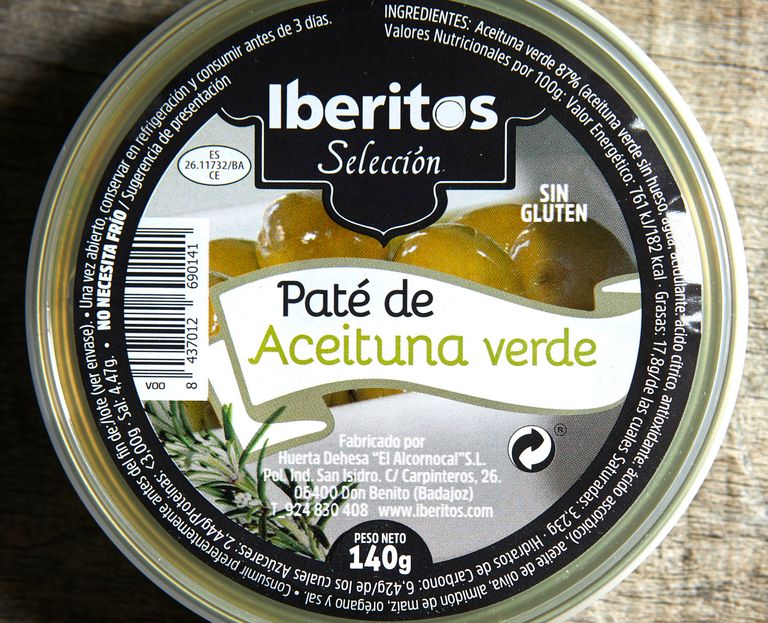 INGREDIENTES: Aceituna verde 87% (aceituna verde sin hueso, agua, acidulante: ácido cítrico, antioxidante: ácido ascórbico), aceite de oliva, almidón de maíz, orégano y sal. • Consumir preferentemente antes del fin de/lote (ver envase). • Una vez abierto, conservar en refrigeración y consumir antes de 3 días.
Valores Nutricionales por 100g: Valor Energético: 761 kJ/182 kcal · Grasas: 17,8g/de las cuales Saturadas: 3,22g · Hidratos de Carbono: 6,42g/de los cuales Azúcares: 2,44g/Proteínas: <3,00g· Sal: 4,47g. • NO NECESITA FRÍO / Sugerencia de presentación
Iberitos
Selección
ES
26.11732/BA
CE
SIN
GLUTEN
Paté de
Aceituna verde
8 437012 690141
V00
Fabricado por
Huerta Dehesa "El Alcornocal"S.L.
Pol. Ind. San Isidro. C/ Carpinteros, 26.
06400 Don Benito (Badajoz)
T 924 830 408 www.iberitos.com
®
PESO NETO
140g